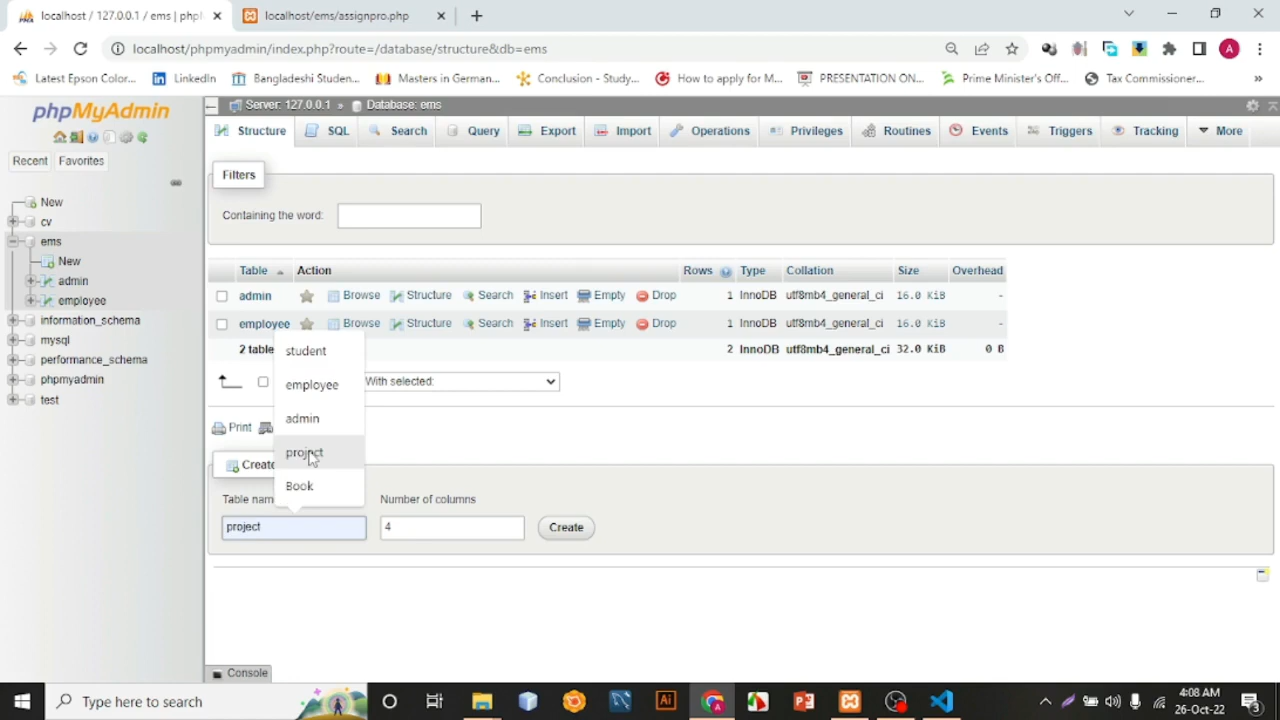 localhost / 127.0.0.1 / ems | php
localhost/ems/assignpro.php
localhost/phpmyadmin/index.php?route=/database/structure&db=ems
A
Latest Epson Color...
LinkedIn
Bangladeshi Studen...
Masters in German...
Conclusion - Study...
How to apply for M...
PRESENTATION ON...
Prime Minister's Off...
Tax Commissioner...
»
phpMyAdmin
Recent
Favorites
New
cv
ems
New
admin
employee
information_schema
mysql
performance_schema
phpmyadmin
test
Server: 127.0.0.1 » Database: ems
Structure
SQL
Search
Query
Export
Import
Operations
Privileges
Routines
Events
Triggers
Tracking
More
Filters
Containing the word:
Table Action Rows Type Collation Size Overhead
admin Browse Structure Search Insert Empty Drop 1 InnoDB utf8mb4_general_ci 16.0 KiB -
employee Browse Structure Search Insert Empty Drop 1 InnoDB utf8mb4_general_ci 16.0 KiB -
2 table 2 InnoDB utf8mb4_general_ci 32.0 KiB 0 B
With selected:
Print
student
employee
admin
project
Book
Create
Table nam
Number of columns
project
4
Create
Console
Type here to search
Ai
4:08 AM
26-Oct-22
3